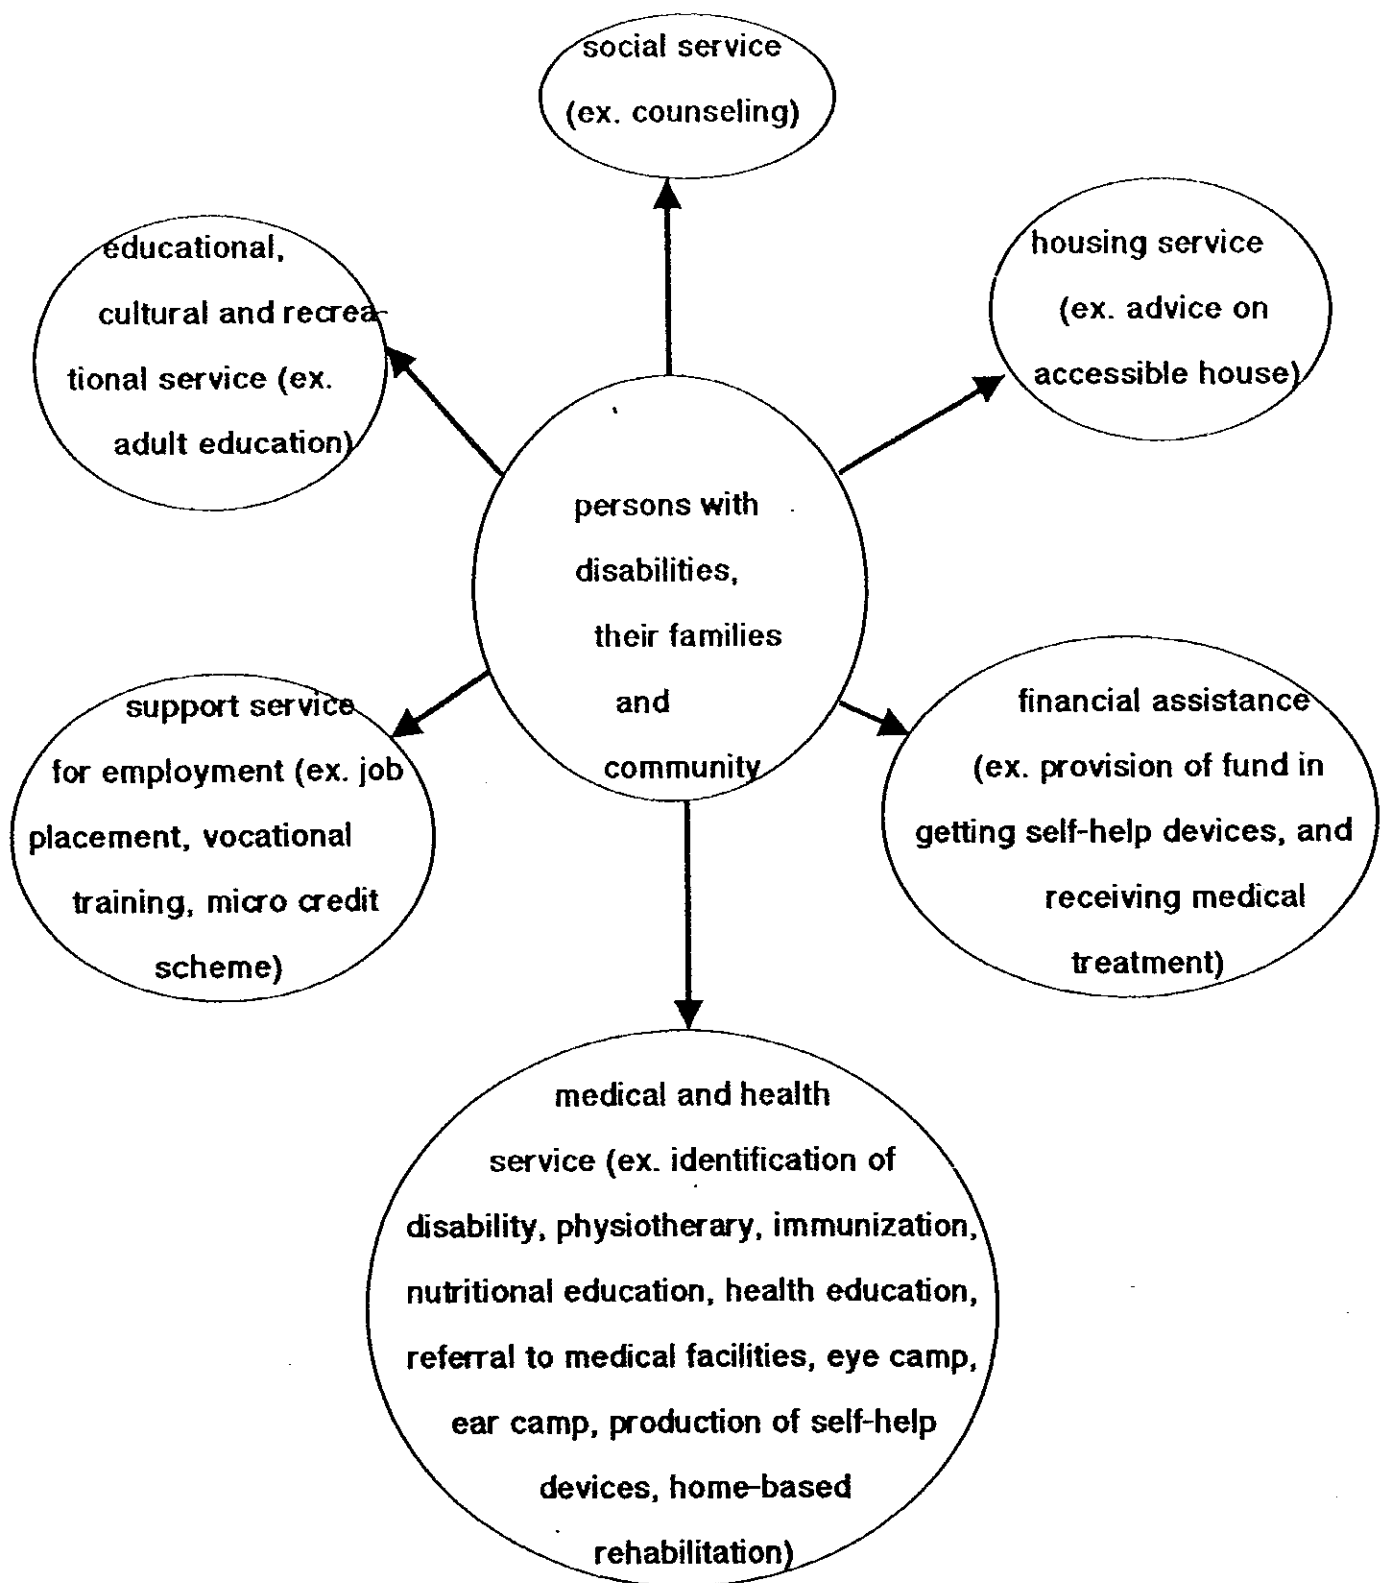 social service
(ex. counseling)
educational,
cultural and recrea-
tional service (ex.
adult education)
housing service
(ex. advice on
accessible house)
persons with
disabilities,
their families
and
community
support service
for employment (ex. job
placement, vocational
training, micro credit
scheme)
financial assistance
(ex. provision of fund in
getting self-help devices, and
receiving medical
treatment)
medical and health
service (ex. identification of
disability, physiotherary, immunization,
nutritional education, health education,
referral to medical facilities, eye camp,
ear camp, production of self-help
devices, home-based
rehabilitation)